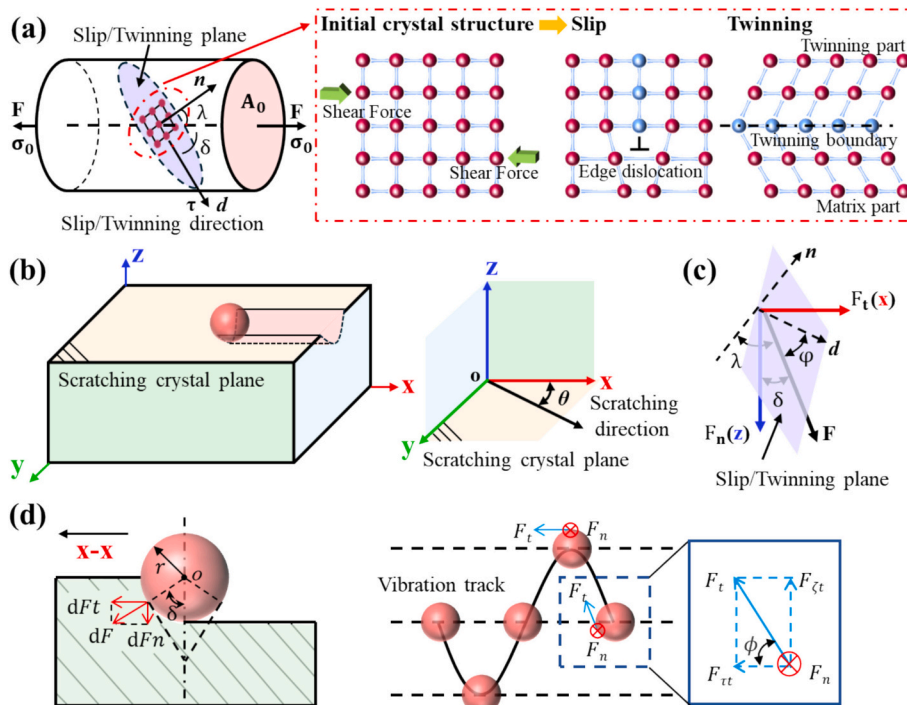 (a)
Slip/Twinning plane
n
A₀
λ
F
σ₀
F
σ₀
δ
τ
d
Slip/Twinning direction
Initial crystal structure
Slip
Twinning
Twinning part
Shear Force
Shear Force
Edge dislocation
Twinning boundary
Matrix part
(b)
z
Scratching crystal plane
x
y
z
o
x
θ
Scratching
direction
y
Scratching crystal plane
(c)
n
Fₜ(x)
d
λ
φ
δ
Fₙ(z)
F
Slip/Twinning plane
(d)
x-x
r
o
δ
dFt
dF
dFn
Vibration track
Fₜ
Fₙ
Fₜ
Fₙ
Fₜ
F_ζt
ϕ
F_τt
Fₙ